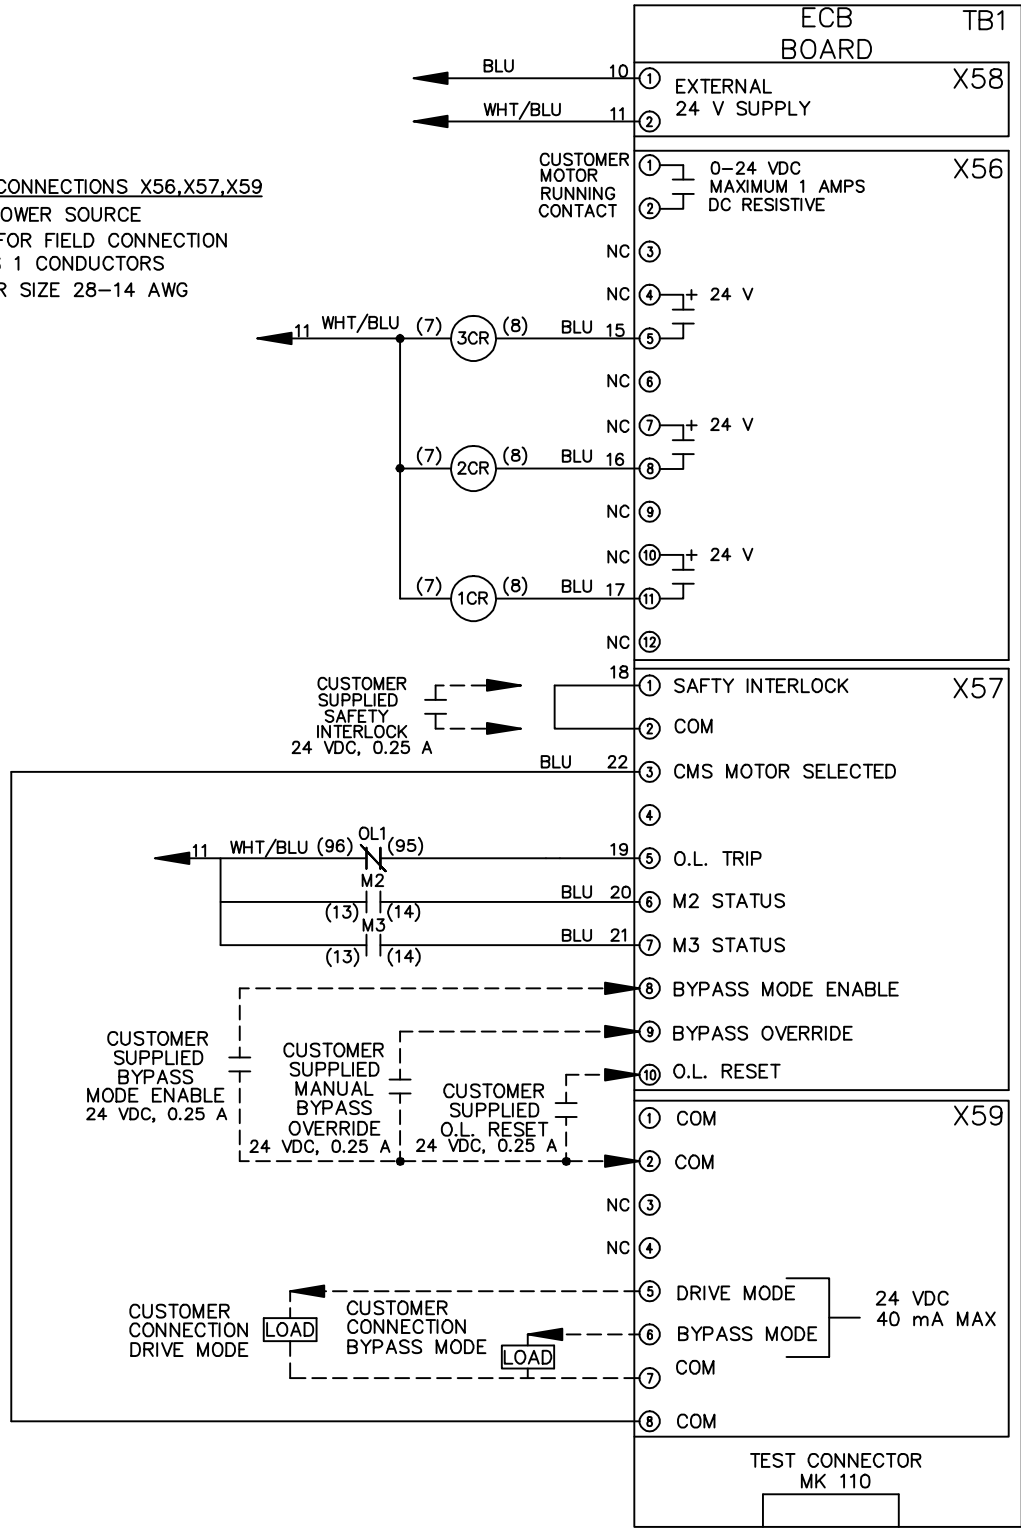 ECB
BOARD
TB1
X58
BLU 10 1 EXTERNAL
WHT/BLU 11 2 24 V SUPPLY
CONNECTIONS X56,X57,X59
OWER SOURCE
FOR FIELD CONNECTION
S 1 CONDUCTORS
R SIZE 28-14 AWG
X56
CUSTOMER
MOTOR
RUNNING
CONTACT
1
2
0-24 VDC
MAXIMUM 1 AMPS
DC RESISTIVE
NC 3
NC 4 + 24 V
11 WHT/BLU (7) 3CR (8) BLU 15 5
NC 6
NC 7 + 24 V
(7) 2CR (8) BLU 16 8
NC 9
NC 10 + 24 V
(7) 1CR (8) BLU 17 11
NC 12
X57
CUSTOMER
SUPPLIED
SAFETY
INTERLOCK
24 VDC, 0.25 A
18 1 SAFTY INTERLOCK
2 COM
BLU 22 3 CMS MOTOR SELECTED
4
11 WHT/BLU (96) OL1 (95) 19 5 O.L. TRIP
M2
(13) (14) BLU 20 6 M2 STATUS
M3
(13) (14) BLU 21 7 M3 STATUS
8 BYPASS MODE ENABLE
9 BYPASS OVERRIDE
10 O.L. RESET
CUSTOMER
SUPPLIED
BYPASS
MODE ENABLE
24 VDC, 0.25 A
CUSTOMER
SUPPLIED
MANUAL
BYPASS
OVERRIDE
24 VDC, 0.25 A
CUSTOMER
SUPPLIED
O.L. RESET
24 VDC, 0.25 A
X59
1 COM
2 COM
NC 3
NC 4
5 DRIVE MODE
6 BYPASS MODE
7 COM
8 COM
24 VDC
40 mA MAX
CUSTOMER
CONNECTION
DRIVE MODE
LOAD
CUSTOMER
CONNECTION
BYPASS MODE
LOAD
TEST CONNECTOR
MK 110